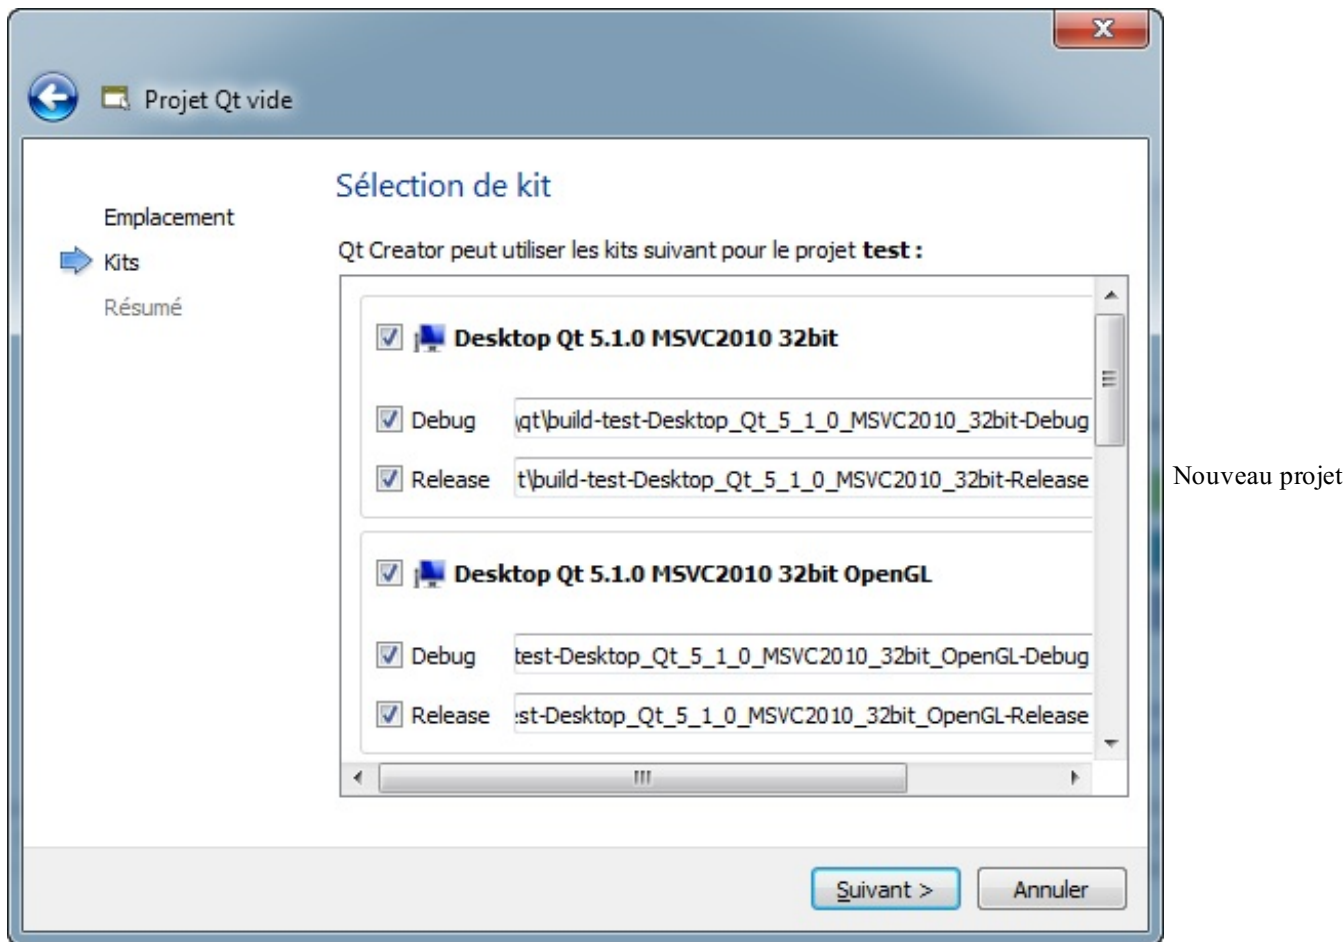 Projet Qt vide
Sélection de kit
Emplacement
Kits
Résumé
Qt Creator peut utiliser les kits suivant pour le projet test :
Desktop Qt 5.1.0 MSVC2010 32bit
Debug \qt\build-test-Desktop_Qt_5_1_0_MSVC2010_32bit-Debug
Release t\build-test-Desktop_Qt_5_1_0_MSVC2010_32bit-Release
Desktop Qt 5.1.0 MSVC2010 32bit OpenGL
Debug test-Desktop_Qt_5_1_0_MSVC2010_32bit_OpenGL-Debug
Release st-Desktop_Qt_5_1_0_MSVC2010_32bit_OpenGL-Release
Suivant >
Annuler
Nouveau projet